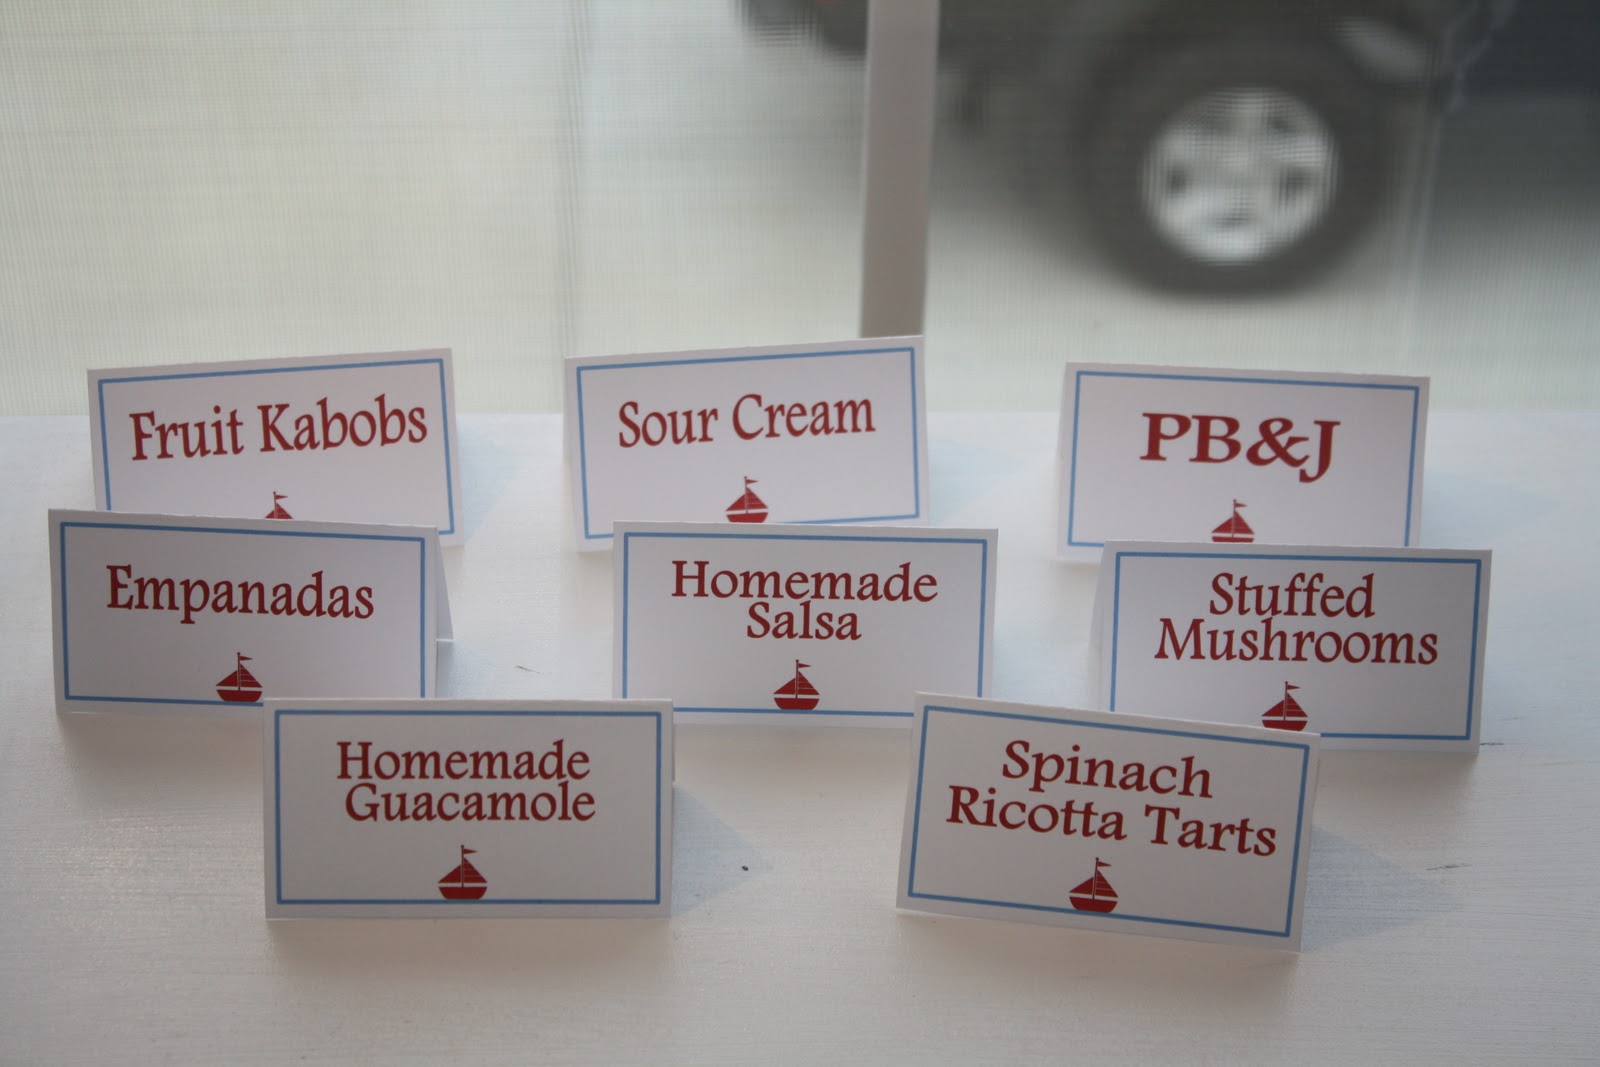 Fruit Kabobs
Sour Cream
PB&J
Empanadas
Homemade
Salsa
Stuffed
Mushrooms
Homemade
Guacamole
Spinach
Ricotta Tarts